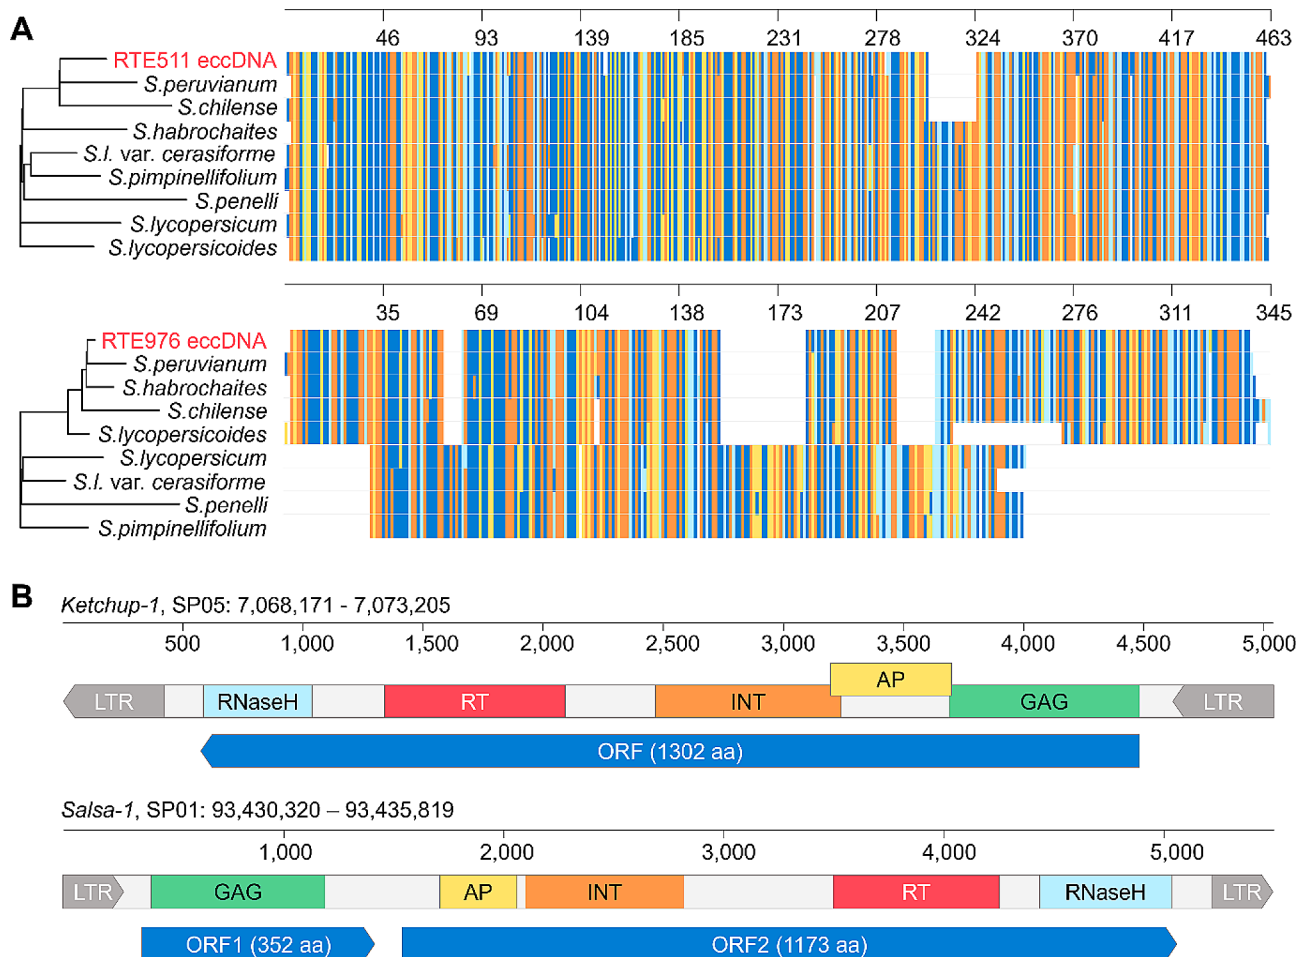 A
46 93 139 185 231 278 324 370 417 463
RTE511 eccDNA
S.peruvianum
S.chilense
S.habrochaites
S.l. var. cerasiforme
S.pimpinellifolium
S.penelli
S.lycopersicum
S.lycopersicoides
35 69 104 138 173 207 242 276 311 345
RTE976 eccDNA
S.peruvianum
S.habrochaites
S.chilense
S.lycopersicoides
S.lycopersicum
S.l. var. cerasiforme
S.penelli
S.pimpinellifolium
B
Ketchup-1, SP05: 7,068,171 - 7,073,205
500 1,000 1,500 2,000 2,500 3,000 3,500 4,000 4,500 5,000
AP
LTR RNaseH RT INT GAG LTR
ORF (1302 aa)
Salsa-1, SP01: 93,430,320 – 93,435,819
1,000 2,000 3,000 4,000 5,000
LTR GAG AP INT RT RNaseH LTR
ORF1 (352 aa) ORF2 (1173 aa)